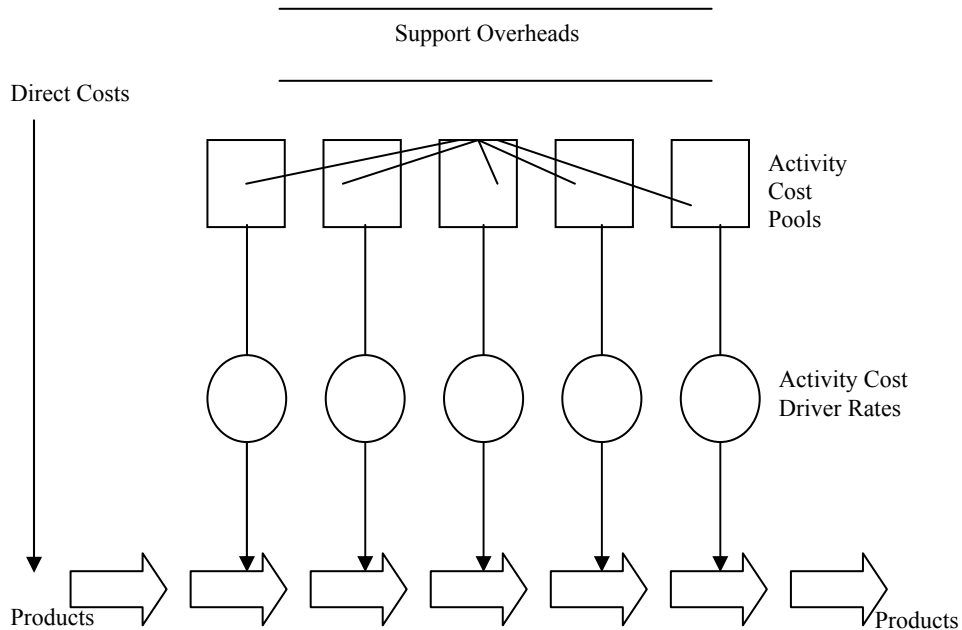 Support Overheads
Direct Costs
Activity
Cost
Pools
Activity Cost
Driver Rates
Products
Products